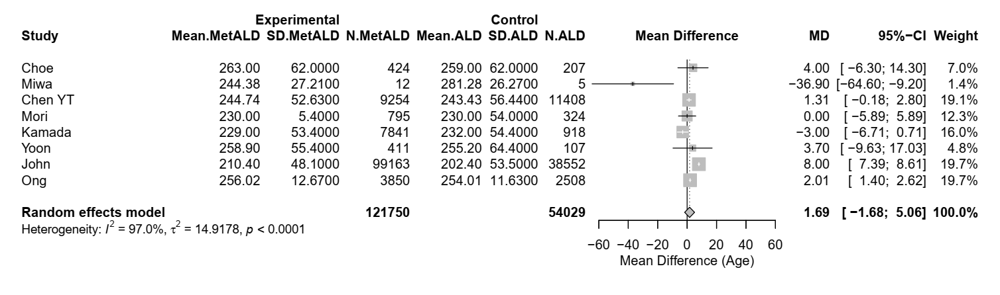 Experimental Control
Study Mean.MetALD SD.MetALD N.MetALD Mean.ALD SD.ALD N.ALD Mean Difference MD 95%−CI Weight
Choe 263.00 62.0000 424 259.00 62.0000 207 4.00 [ −6.30; 14.30] 7.0%
Miwa 244.38 27.2100 12 281.28 26.2700 5 −36.90 [−64.60; −9.20] 1.4%
Chen YT 244.74 52.6300 9254 243.43 56.4400 11408 1.31 [ −0.18; 2.80] 19.1%
Mori 230.00 5.4000 795 230.00 54.0000 324 0.00 [ −5.89; 5.89] 12.3%
Kamada 229.00 53.4000 7841 232.00 54.4000 918 −3.00 [ −6.71; 0.71] 16.0%
Yoon 258.90 55.4000 411 255.20 64.4000 107 3.70 [ −9.63; 17.03] 4.8%
John 210.40 48.1000 99163 202.40 53.5000 38552 8.00 [ 7.39; 8.61] 19.7%
Ong 256.02 12.6700 3850 254.01 11.6300 2508 2.01 [ 1.40; 2.62] 19.7%
Random effects model 121750 54029 1.69 [ −1.68; 5.06] 100.0%
Heterogeneity: I² = 97.0%, τ² = 14.9178, p < 0.0001
−60 −40 −20 0 20 40 60
Mean Difference (Age)